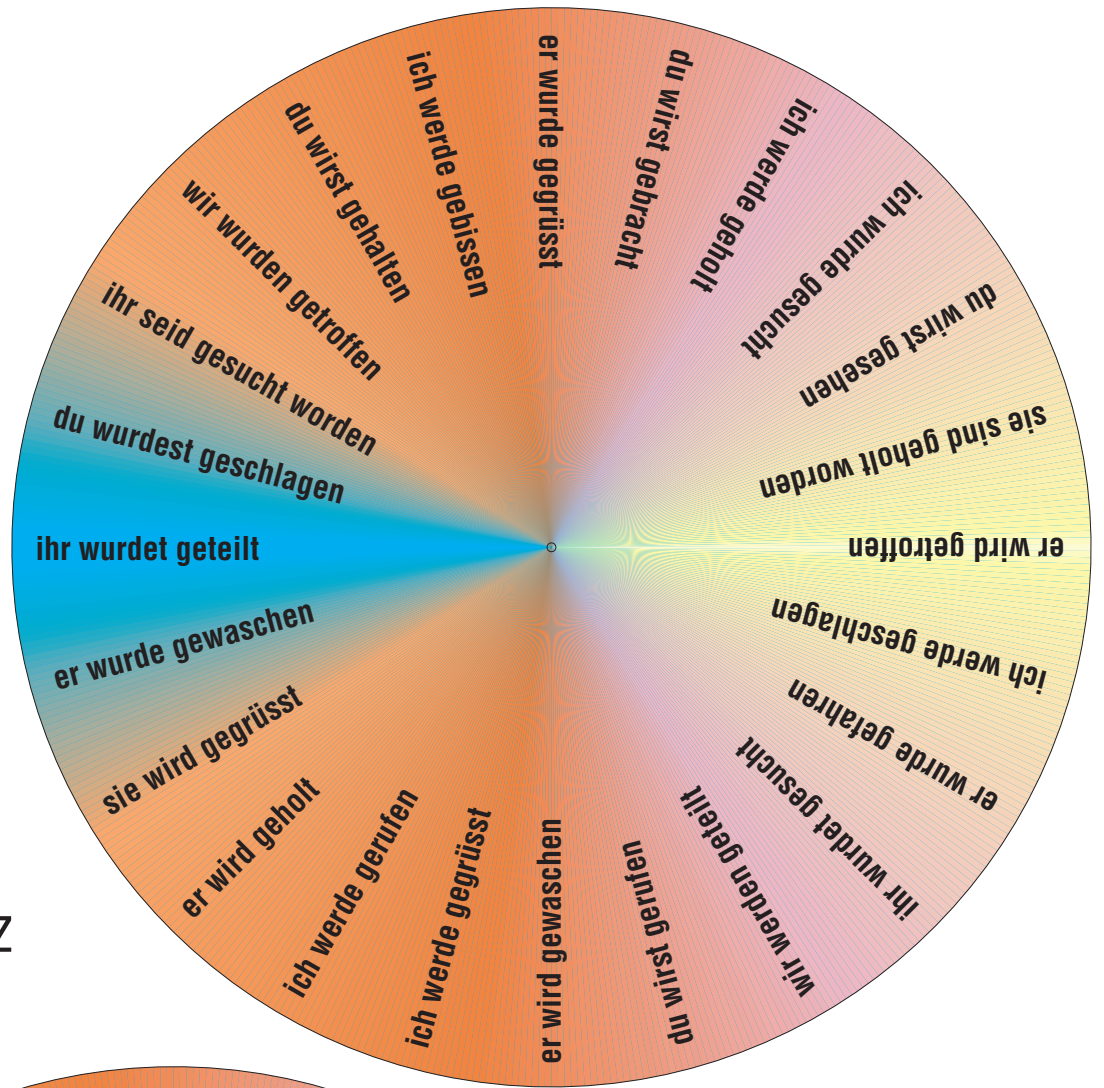 er wurde gegrüsst
du wirst gebracht
ich werde geholt
ich wurde gesucht
du wirst gesehen
sie sind geholt worden
er wird getroffen
ich werde geschlagen
er wurde gefahren
ihr wurdet gesucht
wir werden geteilt
du wirst gerufen
er wird gewaschen
ich werde gegrüsst
ich werde gerufen
er wird geholt
sie wird gegrüsst
er wurde gewaschen
ihr wurdet geteilt
du wurdest geschlagen
ihr seid gesucht worden
wir wurden getroffen
du wirst gehalten
ich werde gebissen
z